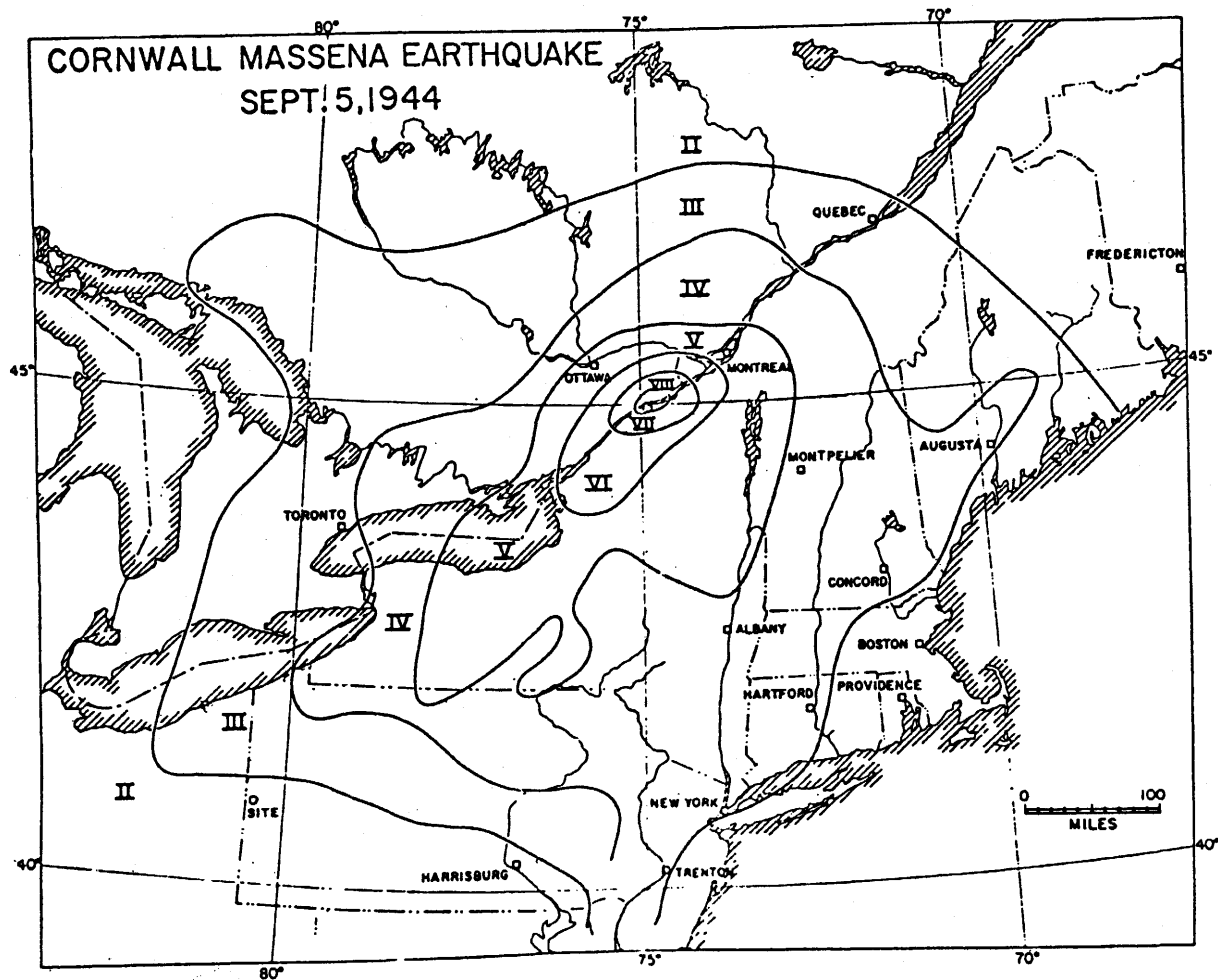 80°
75°
70°
CORNWALL MASSENA EARTHQUAKE
SEPT. 5, 1944
II
III
QUEBEC
FREDERICTON
IV
V
45°
45°
OTTAWA
MONTREAL
VIII
VII
AUGUSTA
MONTPELIER
VI
TORONTO
V
CONCORD
IV
ALBANY
BOSTON
HARTFORD
PROVIDENCE
III
II
SITE
NEW YORK
0 100
MILES
40°
40°
HARRISBURG
TRENTON
80°
75°
70°